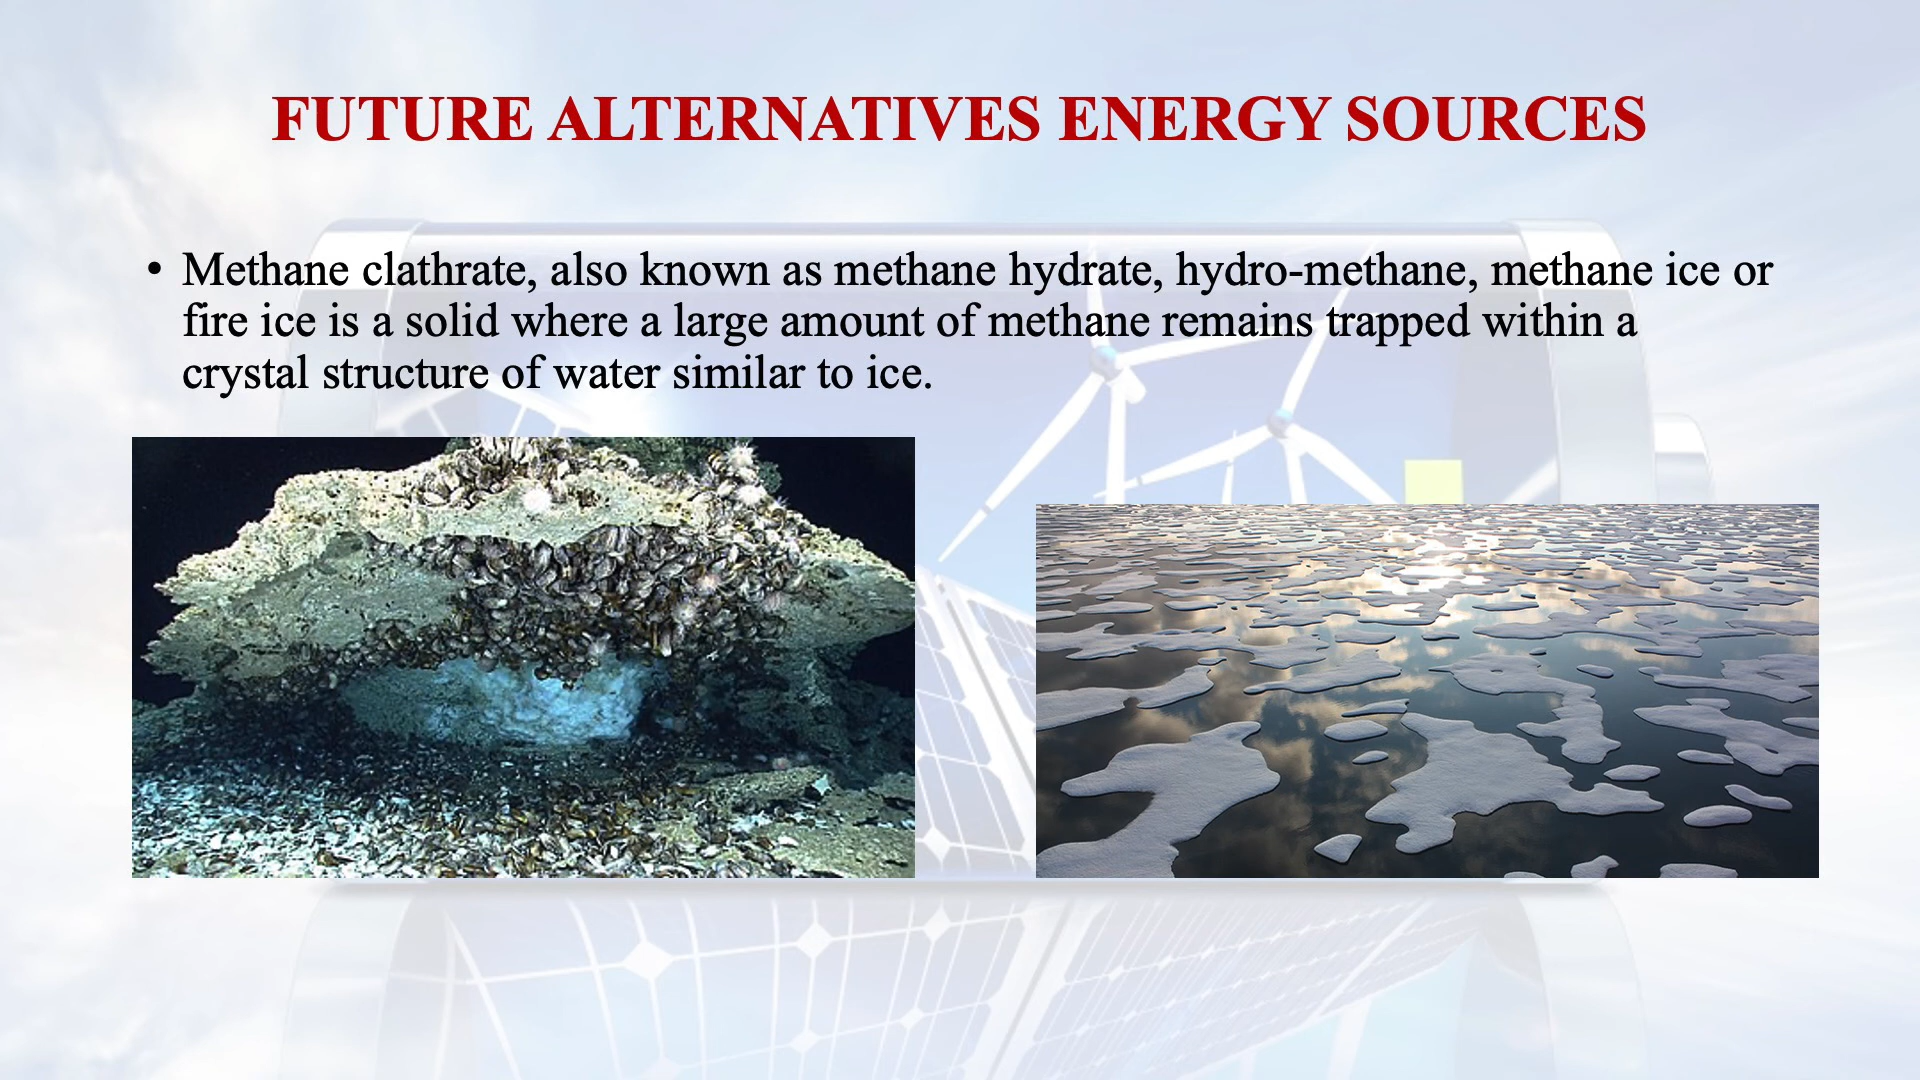 FUTURE ALTERNATIVES ENERGY SOURCES
• Methane clathrate, also known as methane hydrate, hydro-methane, methane ice or
fire ice is a solid where a large amount of methane remains trapped within a
crystal structure of water similar to ice.